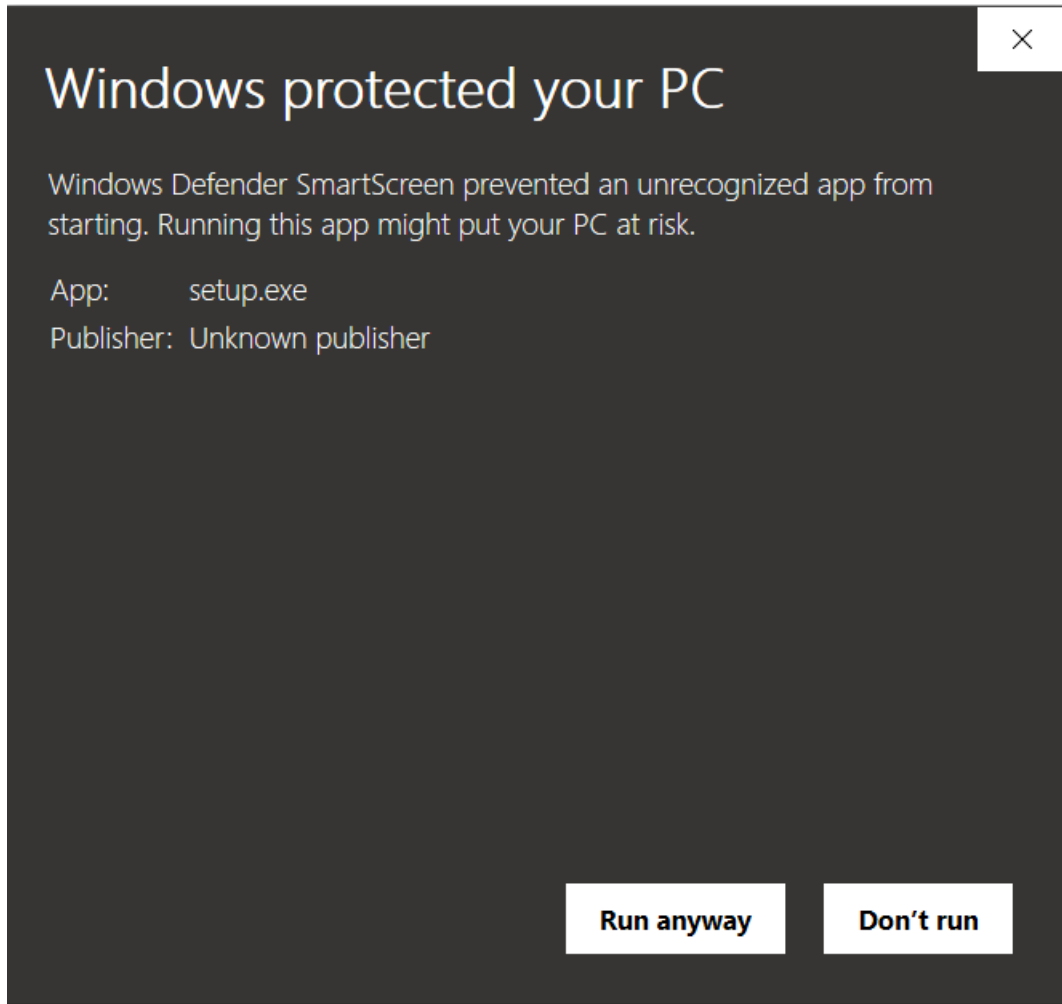 Windows protected your PC
Windows Defender SmartScreen prevented an unrecognized app from
starting. Running this app might put your PC at risk.
App: setup.exe
Publisher: Unknown publisher
Run anyway Don’t run